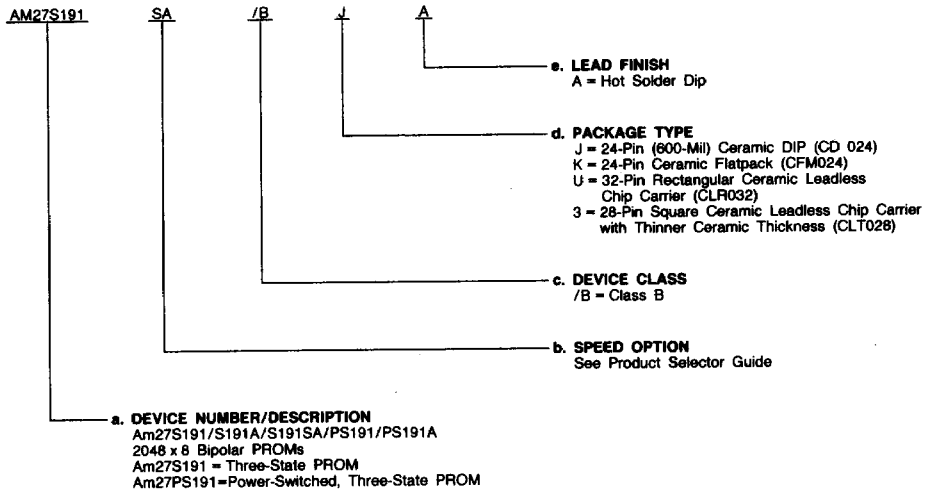 AM27S191 SA /B J A
e. LEAD FINISH
A = Hot Solder Dip
d. PACKAGE TYPE
J = 24-Pin (600-Mil) Ceramic DIP (CD 024)
K = 24-Pin Ceramic Flatpack (CFM024)
U = 32-Pin Rectangular Ceramic Leadless
Chip Carrier (CLR032)
3 = 28-Pin Square Ceramic Leadless Chip Carrier
with Thinner Ceramic Thickness (CLT028)
c. DEVICE CLASS
/B = Class B
b. SPEED OPTION
See Product Selector Guide
a. DEVICE NUMBER/DESCRIPTION
Am27S191/S191A/S191SA/PS191/PS191A
2048 x 8 Bipolar PROMs
Am27S191 = Three-State PROM
Am27PS191=Power-Switched, Three-State PROM